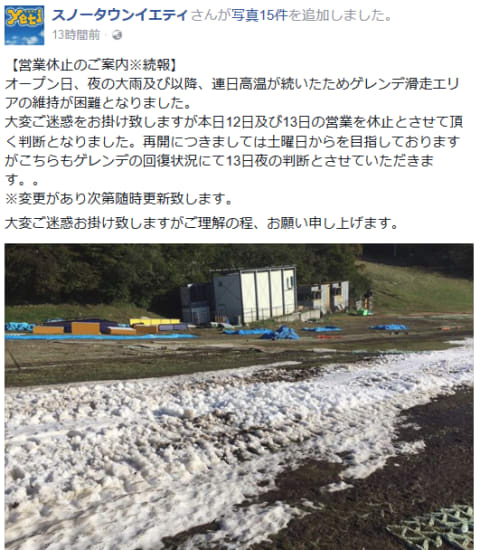 Yeti
スノータウンイエティさんが写真15件を追加しました。
13時間前 ·
【営業休止のご案内※続報】
オープン日、夜の大雨及び以降、連日高温が続いたためゲレンデ滑走エリ
アの維持が困難となりました。
大変ご迷惑をお掛け致しますが本日12日及び13日の営業を休止とさせて頂
く判断となりました。再開につきましては土曜日からを目指しております
がこちらもゲレンデの回復状況にて13日夜の判断とさせていただきま
す。。
※変更があり次第随時更新致します。
大変ご迷惑お掛け致しますがご理解の程、お願い申し上げます。